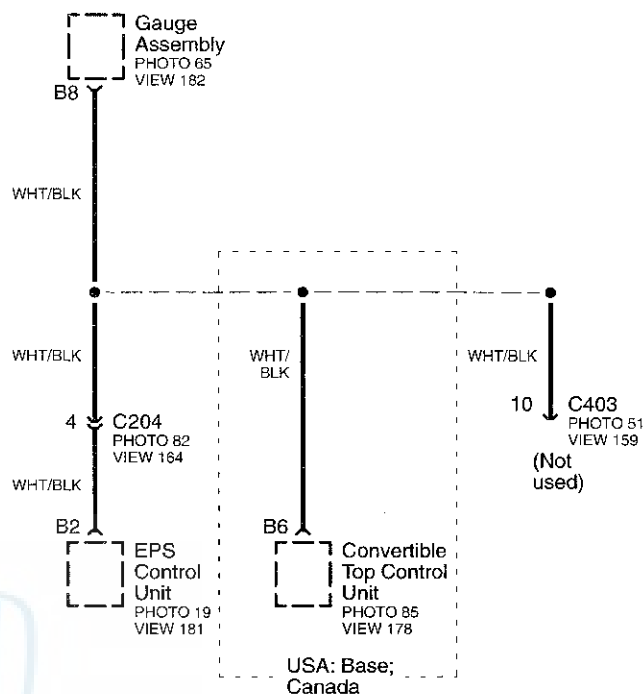 Gauge
Assembly
PHOTO 65
VIEW 182
B8
WHT/BLK
WHT/BLK
WHT/
BLK
WHT/BLK
4
C204
PHOTO 82
VIEW 164
10
C403
PHOTO 51
VIEW 159
(Not
used)
WHT/BLK
B2
EPS
Control
Unit
PHOTO 19
VIEW 181
B6
Convertible
Top Control
Unit
PHOTO 85
VIEW 178
USA: Base;
Canada